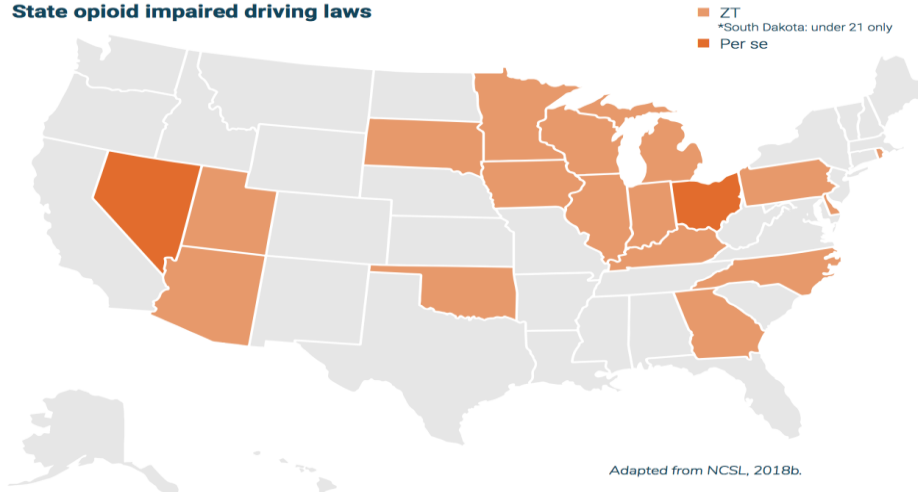 State opioid impaired driving laws
ZT
*South Dakota: under 21 only
Per se
Adapted from NCSL, 2018b.